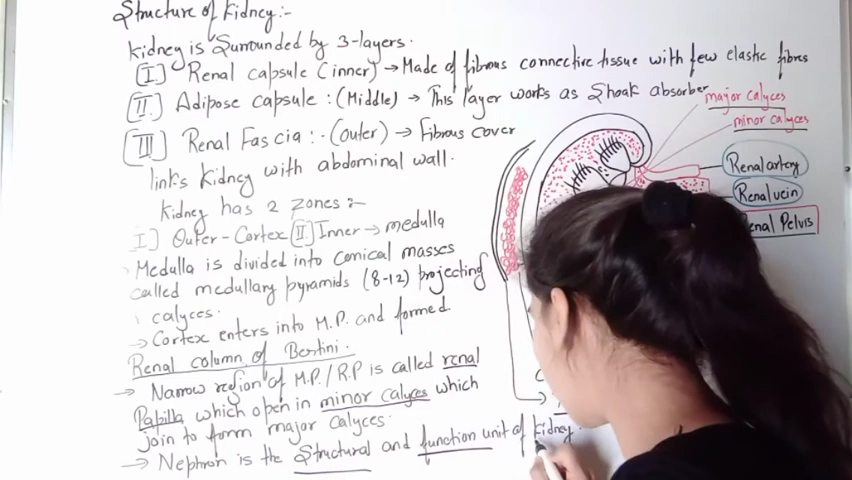 Structure of Kidney:-
Kidney is Surrounded by 3-layers.
(I) Renal capsule (inner) → Made of fibrous connective tissue with few elastic fibres
(II) Adipose capsule : (Middle) → This layer works as Shoak absorber
(III) Renal Fascia :- (outer) → Fibrous cover
links Kidney with abdominal wall.
Kidney has 2 zones :-
I) Outer-Cortex (II) Inner → medulla
Medulla is divided into Conical masses
called medullary pyramids (8-12) projecting
calyces.
→ Cortex enters into M.P. and formed
Renal column of Bertini.
→ Narrow region of M.P./R.P is called renal
Papilla which open in minor calyces which
join to form major calyces.
→ Nephron is the Structural and function unit of kidney.
major calyces
minor calyces
Renal artery
Renal vein
enal Pelvis